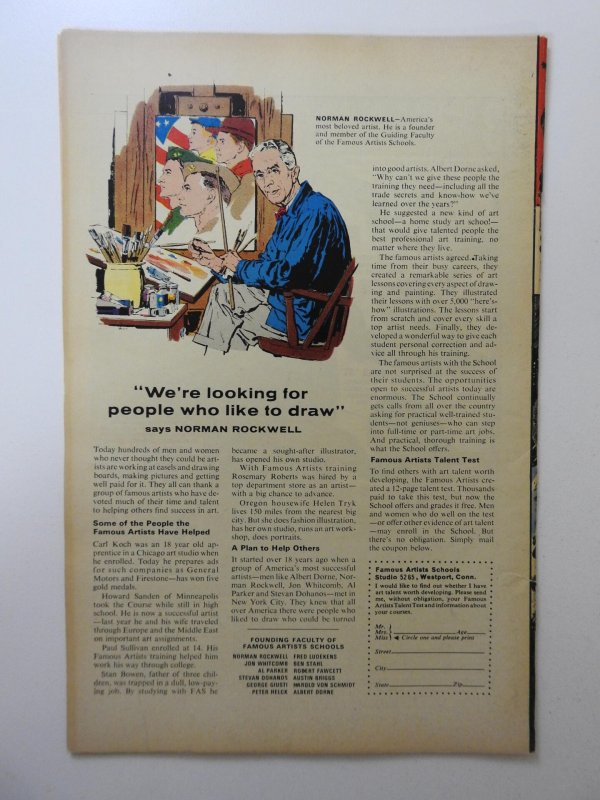 NORMAN ROCKWELL—America's
most beloved artist. He is a founder
and member of the Guiding Faculty
of the Famous Artists Schools.
"We're looking for
people who like to draw"
says NORMAN ROCKWELL
Today hundreds of men and women
who never thought they could be art-
ists are working at easels and drawing
boards, making pictures and getting
well paid for it. They all can thank a
group of famous artists who have de-
voted much of their time and talent
to helping others find success in art.
Some of the People the
Famous Artists Have Helped
Carl Koch was an 18 year old ap-
prentice in a Chicago art studio when
he enrolled. Today he prepares ads
for such companies as General
Motors and Firestone—has won five
gold medals.
Howard Sanden of Minneapolis
took the Course while still in high
school. He is now a successful artist
—last year he and his wife traveled
through Europe and the Middle East
on important art assignments.
Paul Sullivan enrolled at 14. His
Famous Artists training helped him
work his way through college.
Stan Bowen, father of three chil-
dren, was trapped in a dull, low-pay-
ing job. By studying with FAS he
became a sought-after illustrator,
has opened his own studio.
With Famous Artists training
Rosemary Roberts was hired by a
top department store as an artist—
with a big chance to advance.
Oregon housewife Helen Tryk
lives 150 miles from the nearest big
city. But she does fashion illustration,
has her own studio, runs an art work-
shop, does portraits.
A Plan to Help Others
It started over 18 years ago when a
group of America's most successful
artists—men like Albert Dorne, Nor-
man Rockwell, Jon Whitcomb, Al
Parker and Stevan Dohanos—met in
New York City. They knew that all
over America there were people who
liked to draw who could be turned
FOUNDING FACULTY OF
FAMOUS ARTISTS SCHOOLS
NORMAN ROCKWELL FRED LUDEKENS
JON WHITCOMB BEN STAHL
AL PARKER ROBERT FAWCETT
STEVAN DOHANOS AUSTIN BRIGGS
GEORGE GIUSTI HAROLD VON SCHMIDT
PETER HELCK ALBERT DORNE
into good artists. Albert Dorne asked,
"Why can't we give these people the
training they need—including all the
trade secrets and know-how we've
learned over the years?"
He suggested a new kind of art
school—a home study art school—
that would give talented people the
best professional art training, no
matter where they live.
The famous artists agreed. Taking
time from their busy careers, they
created a remarkable series of art
lessons covering every aspect of draw-
ing and painting. They illustrated
their lessons with over 5,000 "here's-
how" illustrations. The lessons start
from scratch and cover every skill a
top artist needs. Finally, they de-
veloped a wonderful way to give each
student personal correction and ad-
vice all through his training.
The famous artists with the School
are not surprised at the success of
their students. The opportunities
open to successful artists today are
enormous. The School continually
gets calls from all over the country
asking for practical well-trained stu-
dents—not geniuses—who can step
into full-time or part-time art jobs.
And practical, thorough training is
what the School offers.
Famous Artists Talent Test
To find others with art talent worth
developing, the Famous Artists cre-
ated a 12-page talent test. Thousands
paid to take this test, but now the
School offers and grades it free. Men
and women who do well on the test
—or offer other evidence of art talent
—may enroll in the School. But
there's no obligation. Simply mail
the coupon below.
Famous Artists Schools
Studio 5265, Westport, Conn.
I would like to find out whether I have
art talent worth developing. Please send
me, without obligation, your Famous
Artists Talent Test and information about
your courses.
Mr.
Mrs. Age
Miss Circle one and please print
Street
City
State Zip